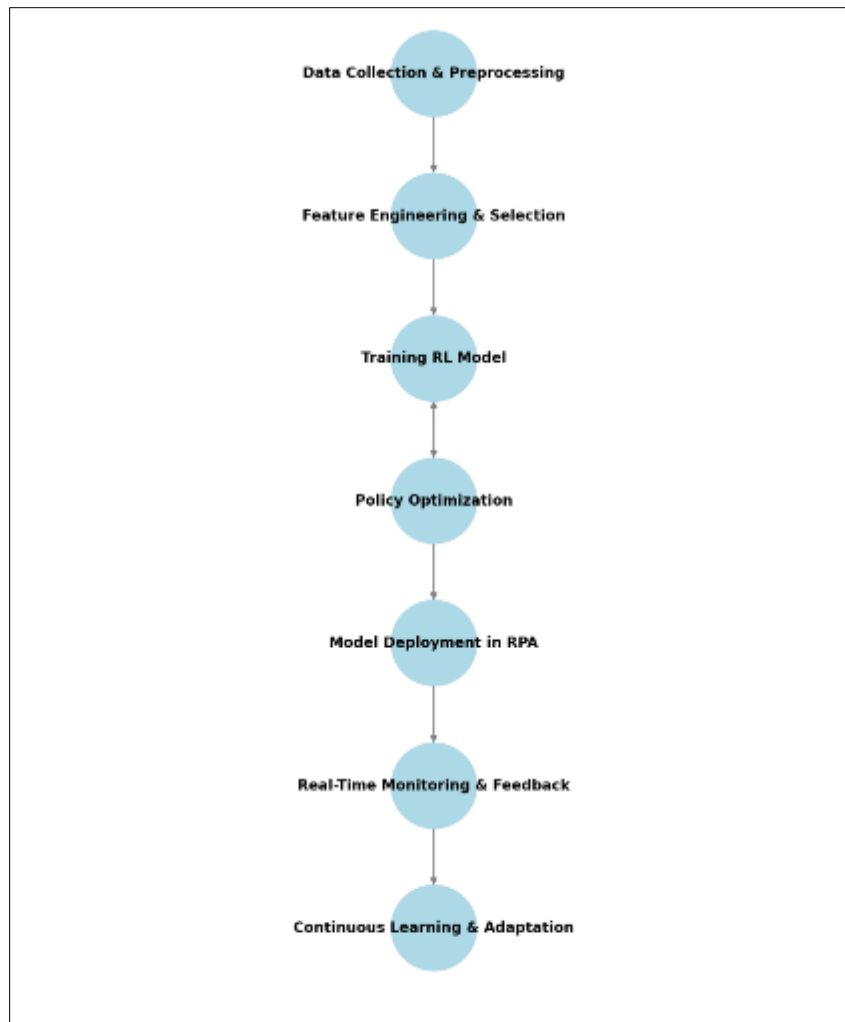 Data Collection & Preprocessing
Feature Engineering & Selection
Training RL Model
Policy Optimization
Model Deployment in RPA
Real-Time Monitoring & Feedback
Continuous Learning & Adaptation